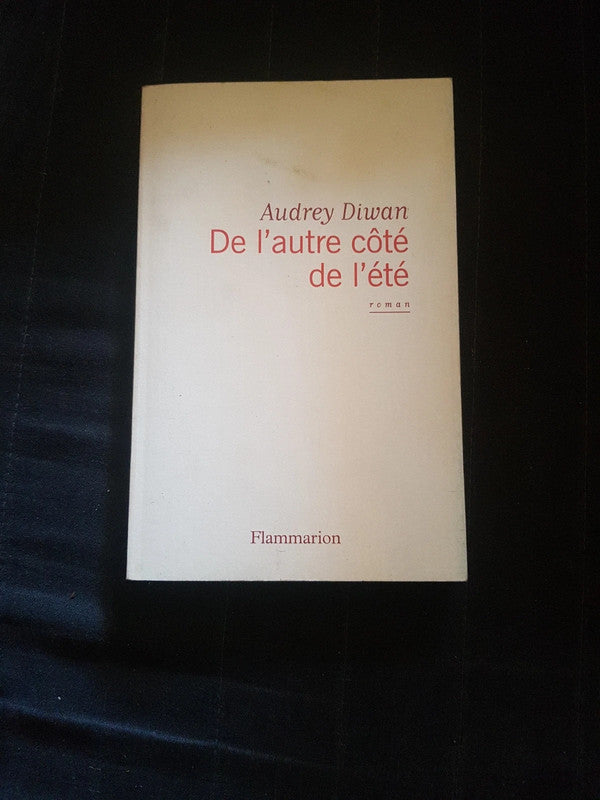 Audrey Diwan
De l'autre côté
de l'été
roman
Flammarion